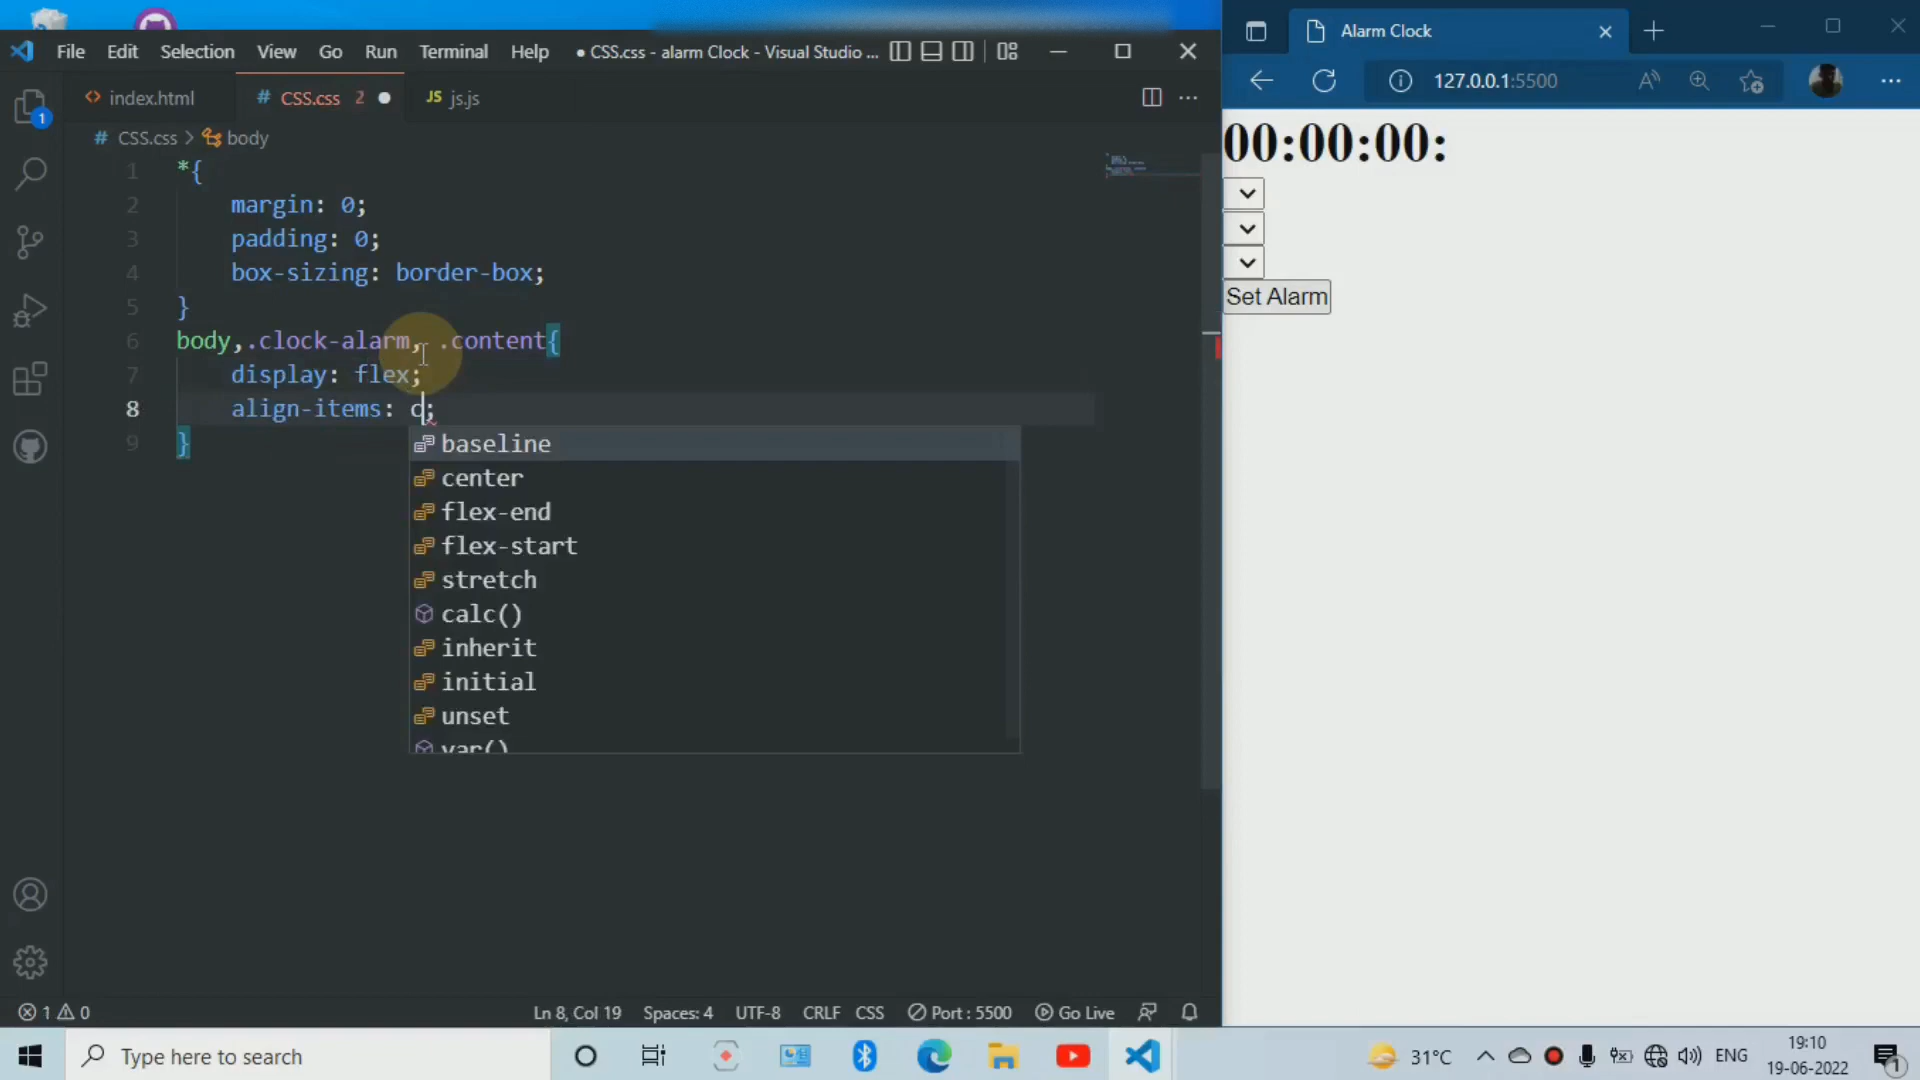 File Edit Selection View Go Run Terminal Help ● CSS.css - alarm Clock - Visual Studio ...
index.html # CSS.css 2 ● JS js.js
# CSS.css > body
1 *{
2 margin: 0;
3 padding: 0;
4 box-sizing: border-box;
5 }
6 body,.clock-alarm, .content{
7 display: flex;
8 align-items: c;
9 }
baseline
center
flex-end
flex-start
stretch
calc()
inherit
initial
unset
var()
1
1 0 Ln 8, Col 19 Spaces: 4 UTF-8 CRLF CSS Port : 5500 Go Live
Alarm Clock
127.0.0.1:5500
00:00:00:
Set Alarm
Type here to search
31°C ENG 19:10
19-06-2022
1